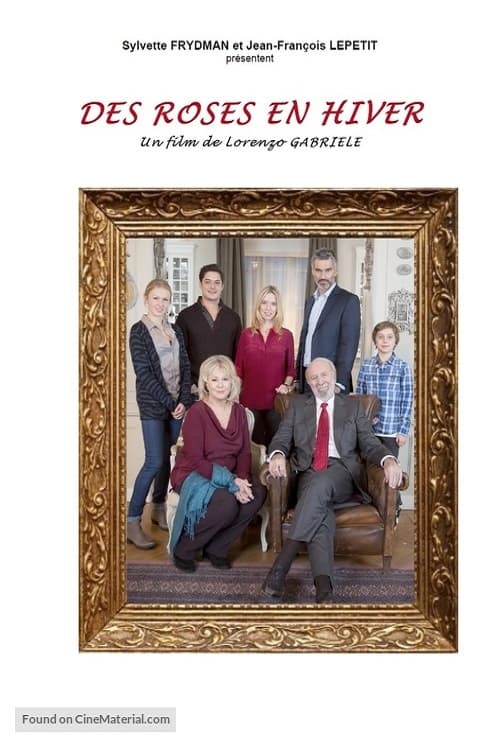 Sylvette FRYDMAN et Jean-François LEPETIT
présentent
DES ROSES EN HIVER
Un film de Lorenzo GABRIELE
Found on CineMaterial.com